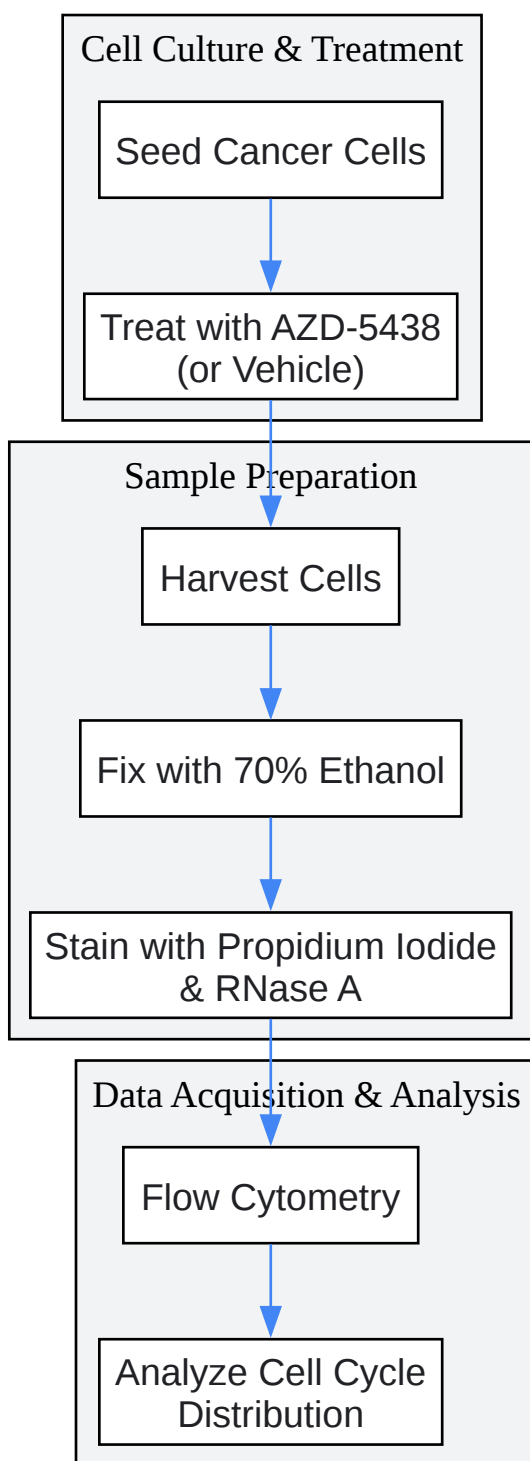 Cell Culture & Treatment
Seed Cancer Cells
Treat with AZD-5438
(or Vehicle)
Sample Preparation
Harvest Cells
Fix with 70% Ethanol
Stain with Propidium Iodide
& RNase A
Data Acquisition & Analysis
Flow Cytometry
Analyze Cell Cycle
Distribution